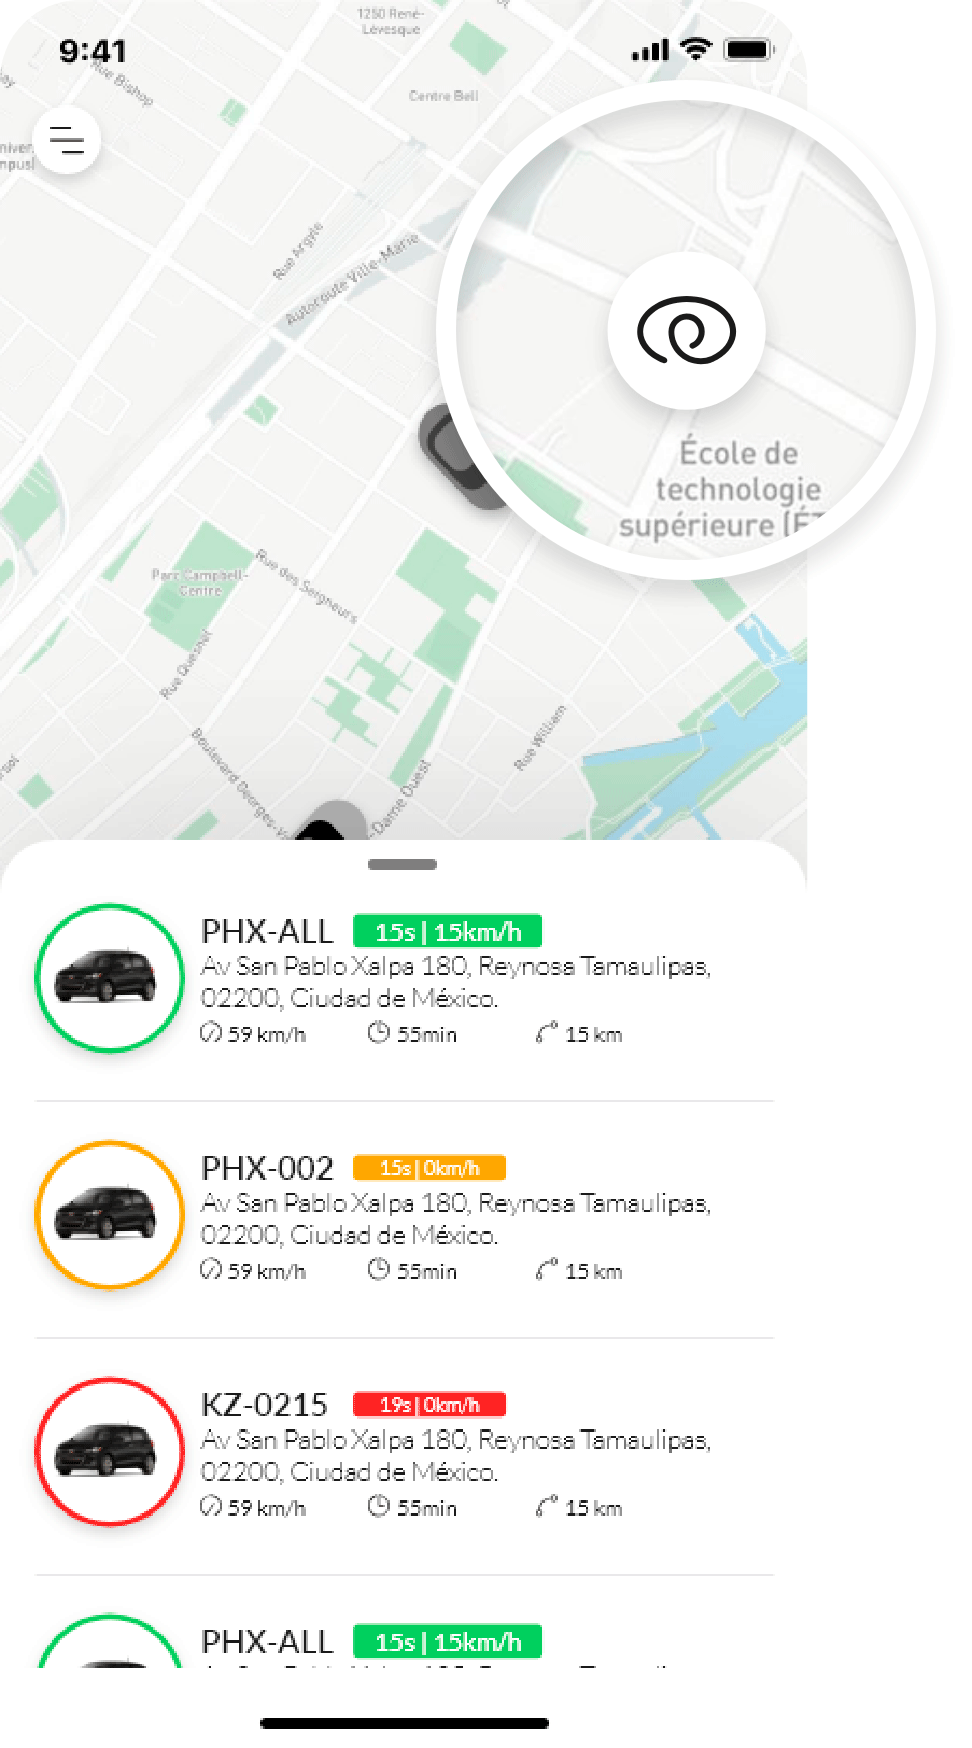 1250 René-
Lévesque
9:41
Rue Bishop
Centre Bell
Rue Argyle
Autoroute Ville-Marie
École de
technologie
supérieure (ÉT
Parc Campbell-
Centre
Rue des Seigneurs
Rue Quesnel
Rue William
Boulevard Georges-V
-Dame Ouest
PHX-ALL 15s | 15km/h
Av San Pablo Xalpa 180, Reynosa Tamaulipas,
02200, Ciudad de México.
59 km/h 55min 15 km
PHX-002 15s | 0km/h
Av San Pablo Xalpa 180, Reynosa Tamaulipas,
02200, Ciudad de México.
59 km/h 55min 15 km
KZ-0215 19s | 0km/h
Av San Pablo Xalpa 180, Reynosa Tamaulipas,
02200, Ciudad de México.
59 km/h 55min 15 km
PHX-ALL 15s | 15km/h